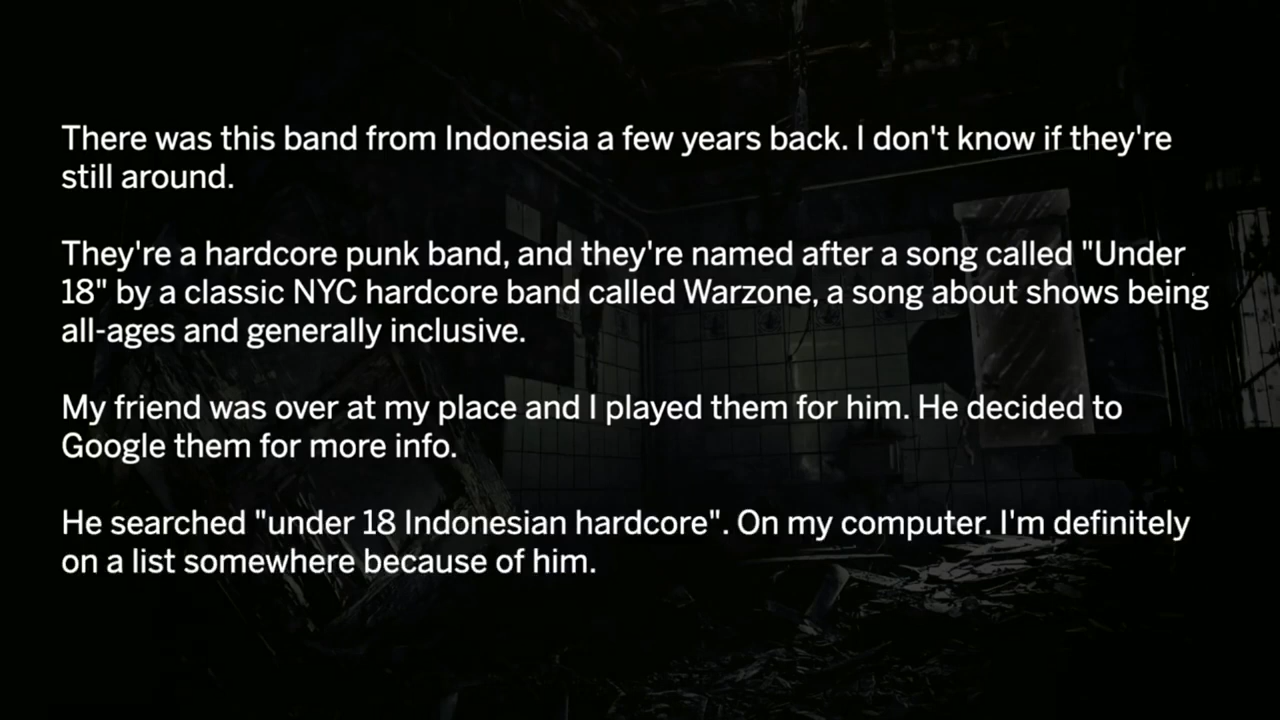 There was this band from Indonesia a few years back. I don't know if they're
still around.
They're a hardcore punk band, and they're named after a song called "Under
18" by a classic NYC hardcore band called Warzone, a song about shows being
all-ages and generally inclusive.
My friend was over at my place and I played them for him. He decided to
Google them for more info.
He searched "under 18 Indonesian hardcore". On my computer. I'm definitely
on a list somewhere because of him.